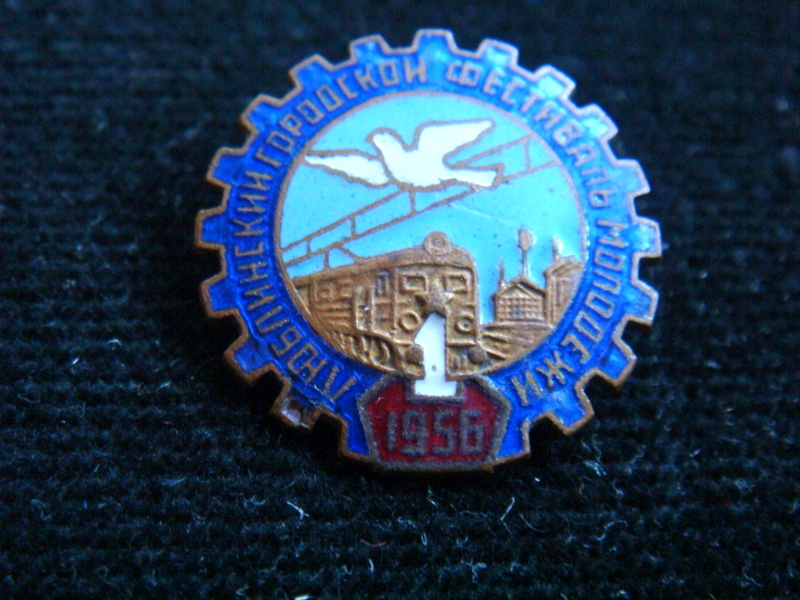 ЛЮБЛИНСКИЙ ГОРОДСКОЙ ФЕСТИВАЛЬ МОЛОДЕЖИ
1
1956